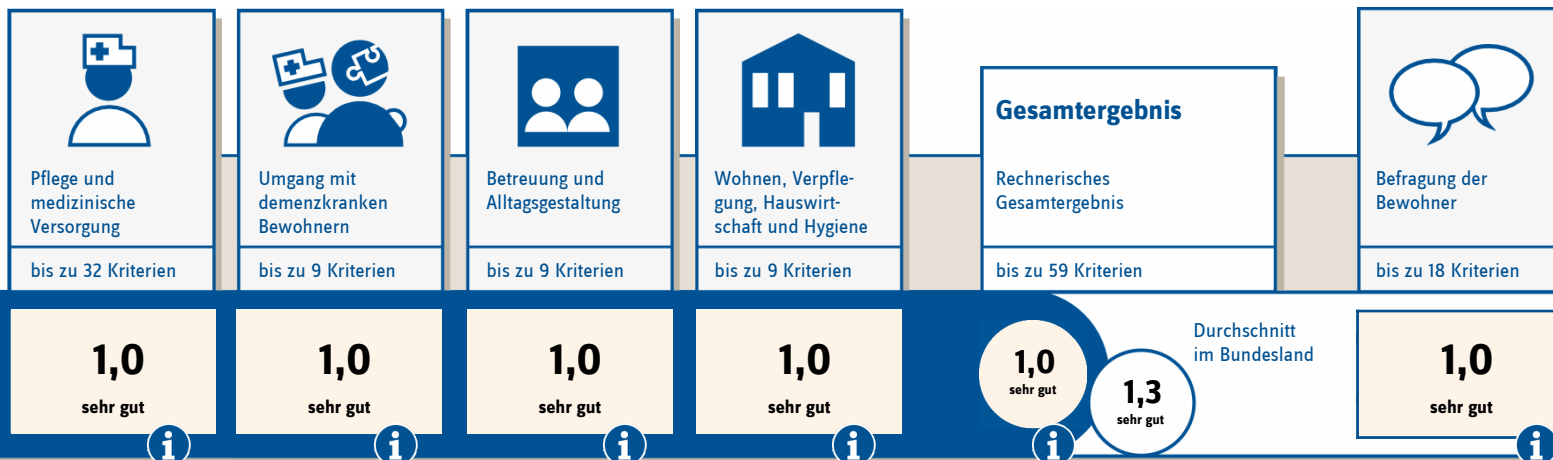 Pflege und
medizinische
Versorgung
bis zu 32 Kriterien
1,0
sehr gut
Umgang mit
demenzkranken
Bewohnern
bis zu 9 Kriterien
1,0
sehr gut
Betreuung und
Alltagsgestaltung
bis zu 9 Kriterien
1,0
sehr gut
Wohnen, Verpfle-
gung, Hauswirt-
schaft und Hygiene
bis zu 9 Kriterien
1,0
sehr gut
Gesamtergebnis
Rechnerisches
Gesamtergebnis
bis zu 59 Kriterien
1,0
sehr gut
Durchschnitt
im Bundesland
1,3
sehr gut
Befragung der
Bewohner
bis zu 18 Kriterien
1,0
sehr gut